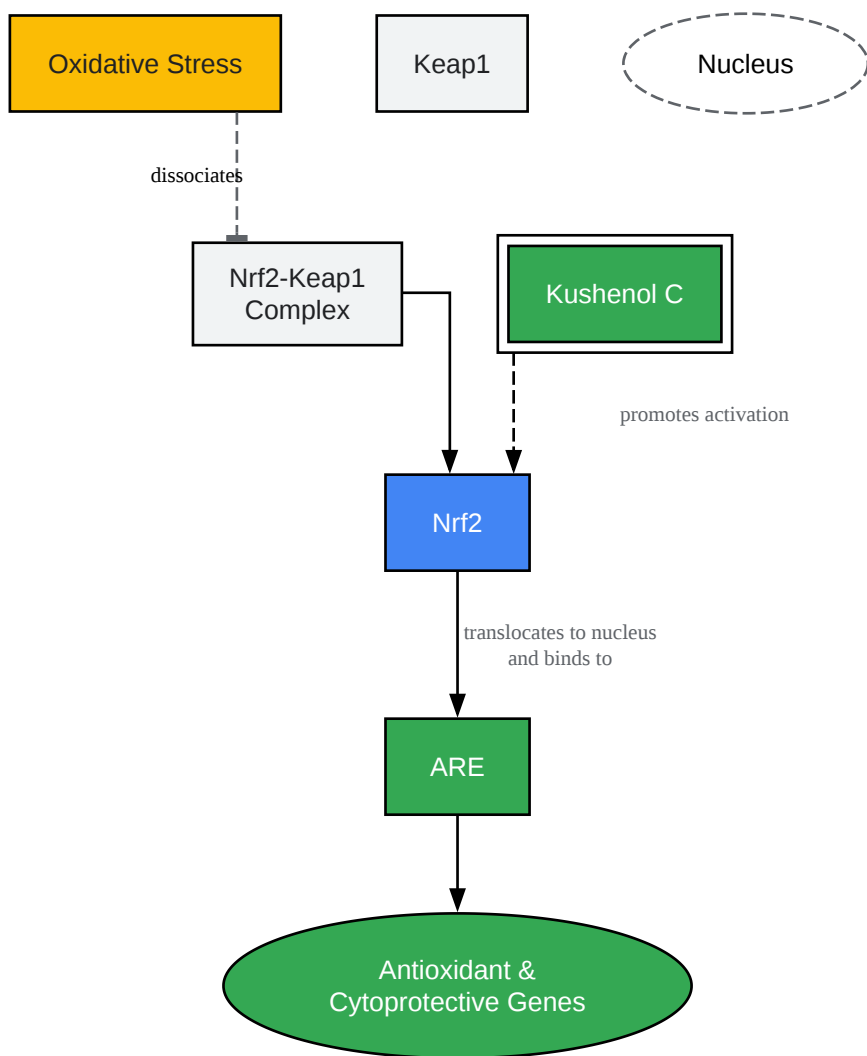 Oxidative Stress
Keap1
Nucleus
dissociates
Nrf2-Keap1
Complex
Kushenol C
promotes activation
Nrf2
translocates to nucleus
and binds to
ARE
Antioxidant &
Cytoprotective Genes